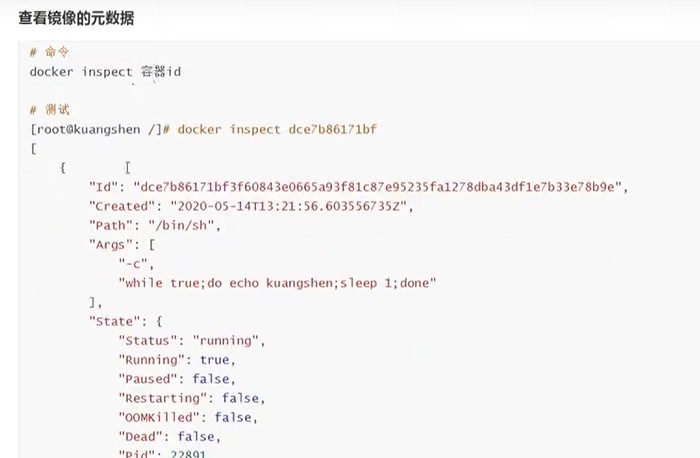 查看镜像的元数据
# 命令
docker inspect 容器id
# 测试
[root@kuangshen /]# docker inspect dce7b86171bf
[
{
"Id": "dce7b86171bf3f60843e0665a93f81c87e95235fa1278dba43df1e7b33e78b9e",
"Created": "2020-05-14T13:21:56.603556735Z",
"Path": "/bin/sh",
"Args": [
"-c",
"while true;do echo kuangshen;sleep 1;done"
],
"State": {
"Status": "running",
"Running": true,
"Paused": false,
"Restarting": false,
"OOMKilled": false,
"Dead": false,
"Pid": 22891